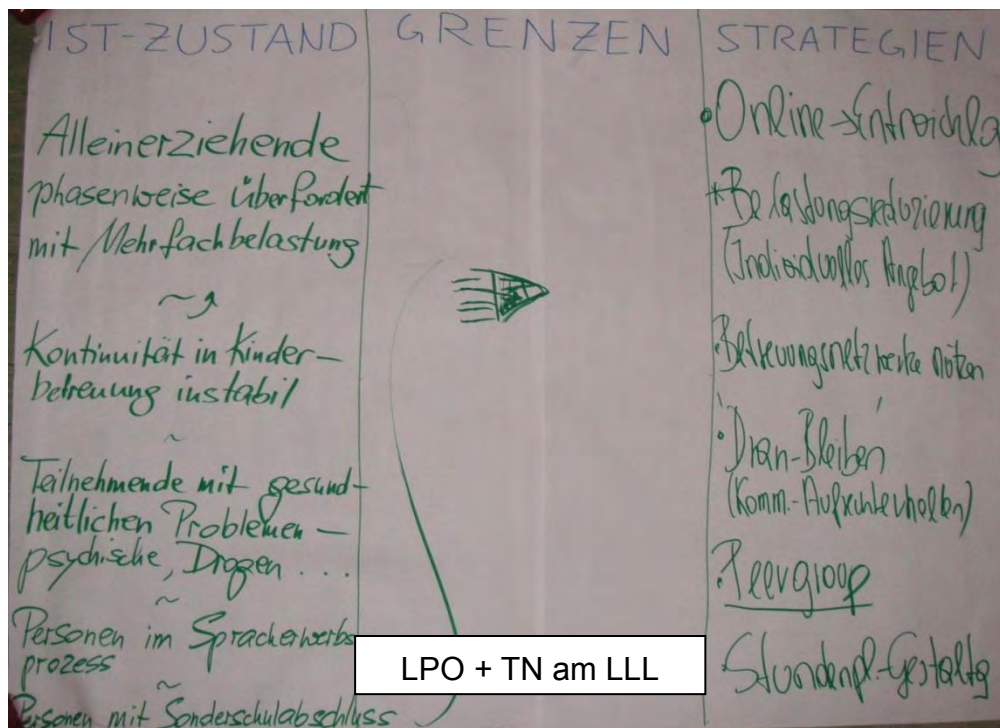 IST-ZUSTAND
Alleinerziehende
phasenweise überfordert
mit Mehrfachbelastung
Kontinuität in Kinder-
betreuung instabil
Teilnehmende mit gesund-
heitlichen Problemen -
psychische, Drogen ....
Personen im Spracherwerbs
prozess
Personen mit Sonderschulabschluss
GRENZEN
LPO + TN am LLL
STRATEGIEN
Online →
* Belastungsreduzierung
(Individuelles Angebot)
Betreuungsnetzwerke nützen
Dran-Bleiben
(Komm.-Aufrechterhalten)
Peergroup
Stundenpl.-Gestaltg